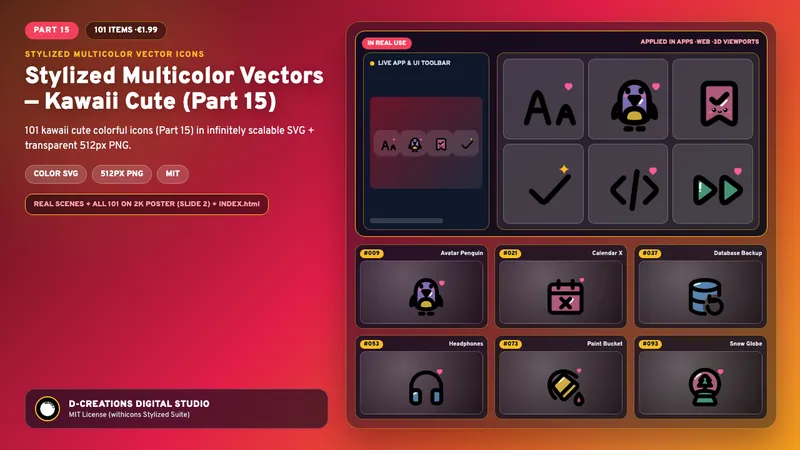 PART 15
101 ITEMS · €1.99
STYLIZED MULTICOLOR VECTOR ICONS
Stylized Multicolor Vectors
— Kawaii Cute (Part 15)
101 kawaii cute colorful icons (Part 15) in infinitely scalable SVG +
transparent 512px PNG.
COLOR SVG
512PX PNG
MIT
REAL SCENES + ALL 101 ON 2K POSTER (SLIDE 2) + INDEX.html
D-CREATIONS DIGITAL STUDIO
MIT License (withicons Stylized Suite)
IN REAL USE
APPLIED IN APPS · WEB · 3D VIEWPORTS
LIVE APP & UI TOOLBAR
AA
AA
#009
Avatar Penguin
#021
Calendar X
#037
Database Backup
#053
Headphones
#073
Paint Bucket
#093
Snow Globe